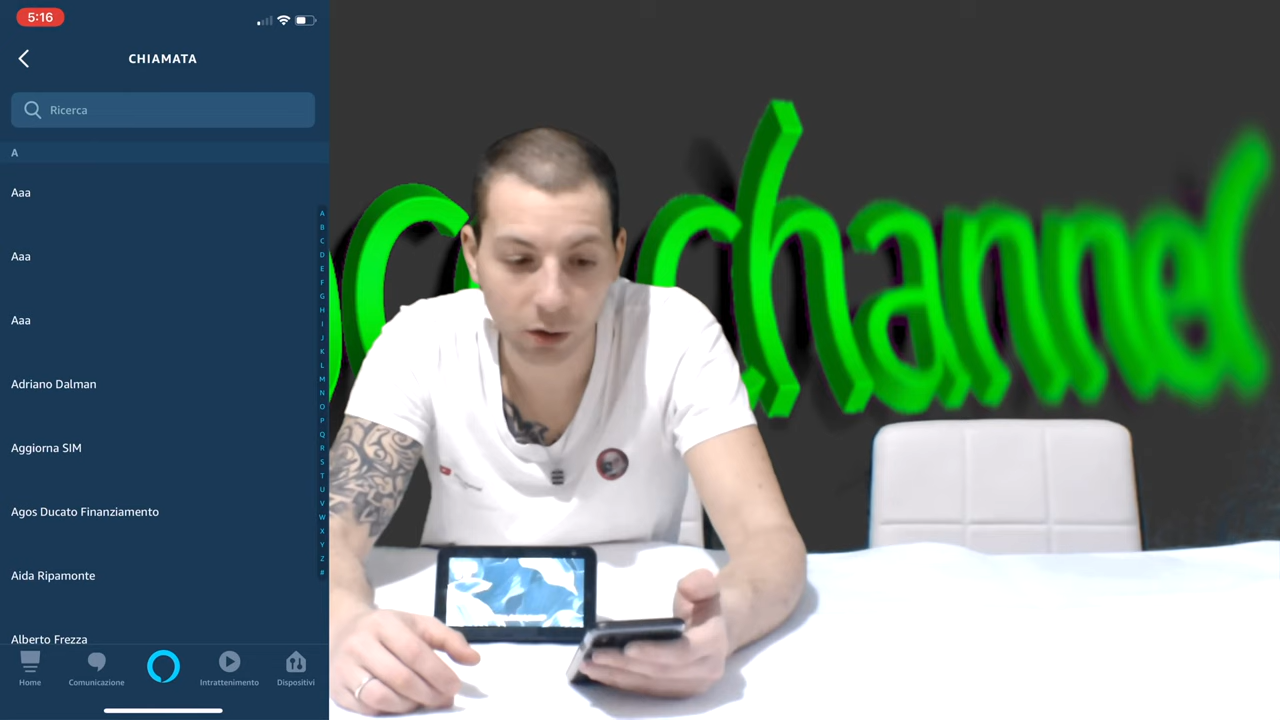 5:16
CHIAMATA
Ricerca
A
Aaa
Aaa
Aaa
Adriano Dalman
Aggiorna SIM
Agos Ducato Finanziamento
Aida Ripamonte
Alberto Frezza
A
B
C
D
E
F
G
H
I
J
K
L
M
N
O
P
Q
R
S
T
U
V
W
X
Y
Z
#
Home
Comunicazione
Intrattenimento
Dispositivi
channel